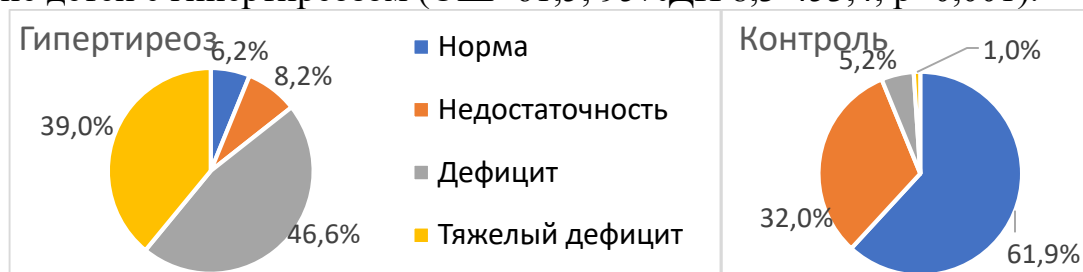 Гипертиреоз
6,2%
8,2%
39,0%
46,6%
Норма
Недостаточность
Дефицит
Тяжелый дефицит
Контроль
5,2%
1,0%
32,0%
61,9%